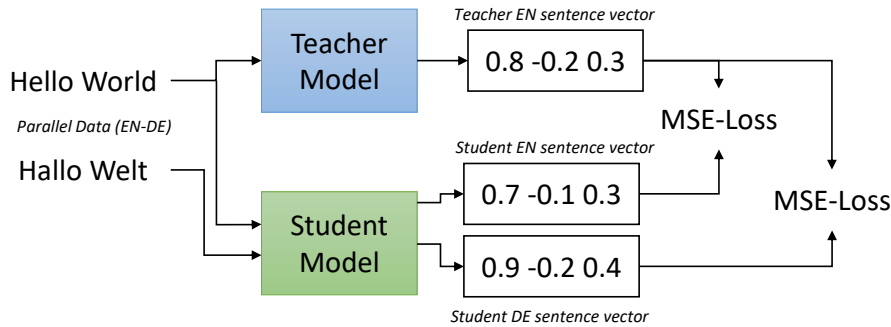 Teacher EN sentence vector
Teacher
Model
0.8 -0.2 0.3
Hello World
Parallel Data (EN-DE)
Hallo Welt
MSE-Loss
Student EN sentence vector
0.7 -0.1 0.3
MSE-Loss
Student
Model
0.9 -0.2 0.4
Student DE sentence vector